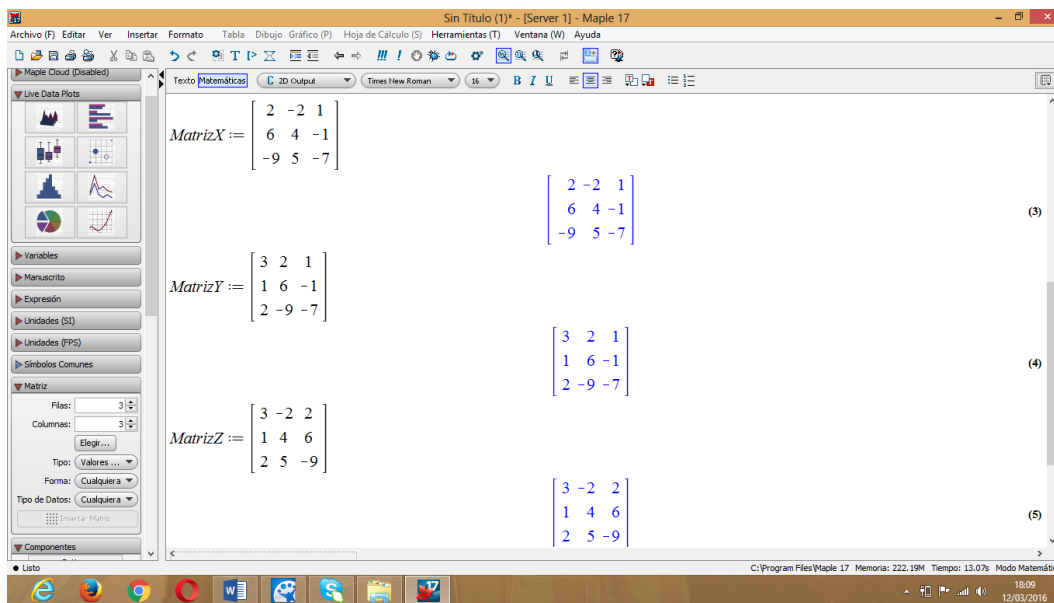 Sin Título (1)* - [Server 1] - Maple 17
Archivo (F) Editar Ver Insertar Formato Tabla Dibujo Gráfico (P) Hoja de Cálculo (S) Herramientas (T) Ventana (W) Ayuda
Maple Cloud (Disabled)
Texto Matemáticas C 2D Output Times New Roman 16 B I U
Live Data Plots
MatrizX := [2 -2 1
6 4 -1
-9 5 -7]
[2 -2 1
6 4 -1
-9 5 -7]
(3)
Variables
Manuscrito
Expresión
Unidades (SI)
Unidades (FPS)
Símbolos Comunes
MatrizY := [3 2 1
1 6 -1
2 -9 -7]
[3 2 1
1 6 -1
2 -9 -7]
(4)
Matriz
Filas: 3
Columnas: 3
Elegir...
Tipo: Valores ...
Forma: Cualquiera
Tipo de Datos: Cualquiera
Insertar Matriz
Componentes
MatrizZ := [3 -2 2
1 4 6
2 5 -9]
[3 -2 2
1 4 6
2 5 -9]
(5)
Listo
C:\Program Files\Maple 17 Memoria: 222.19M Tiempo: 13.07s Modo Matemáti
18:09
12/03/2016